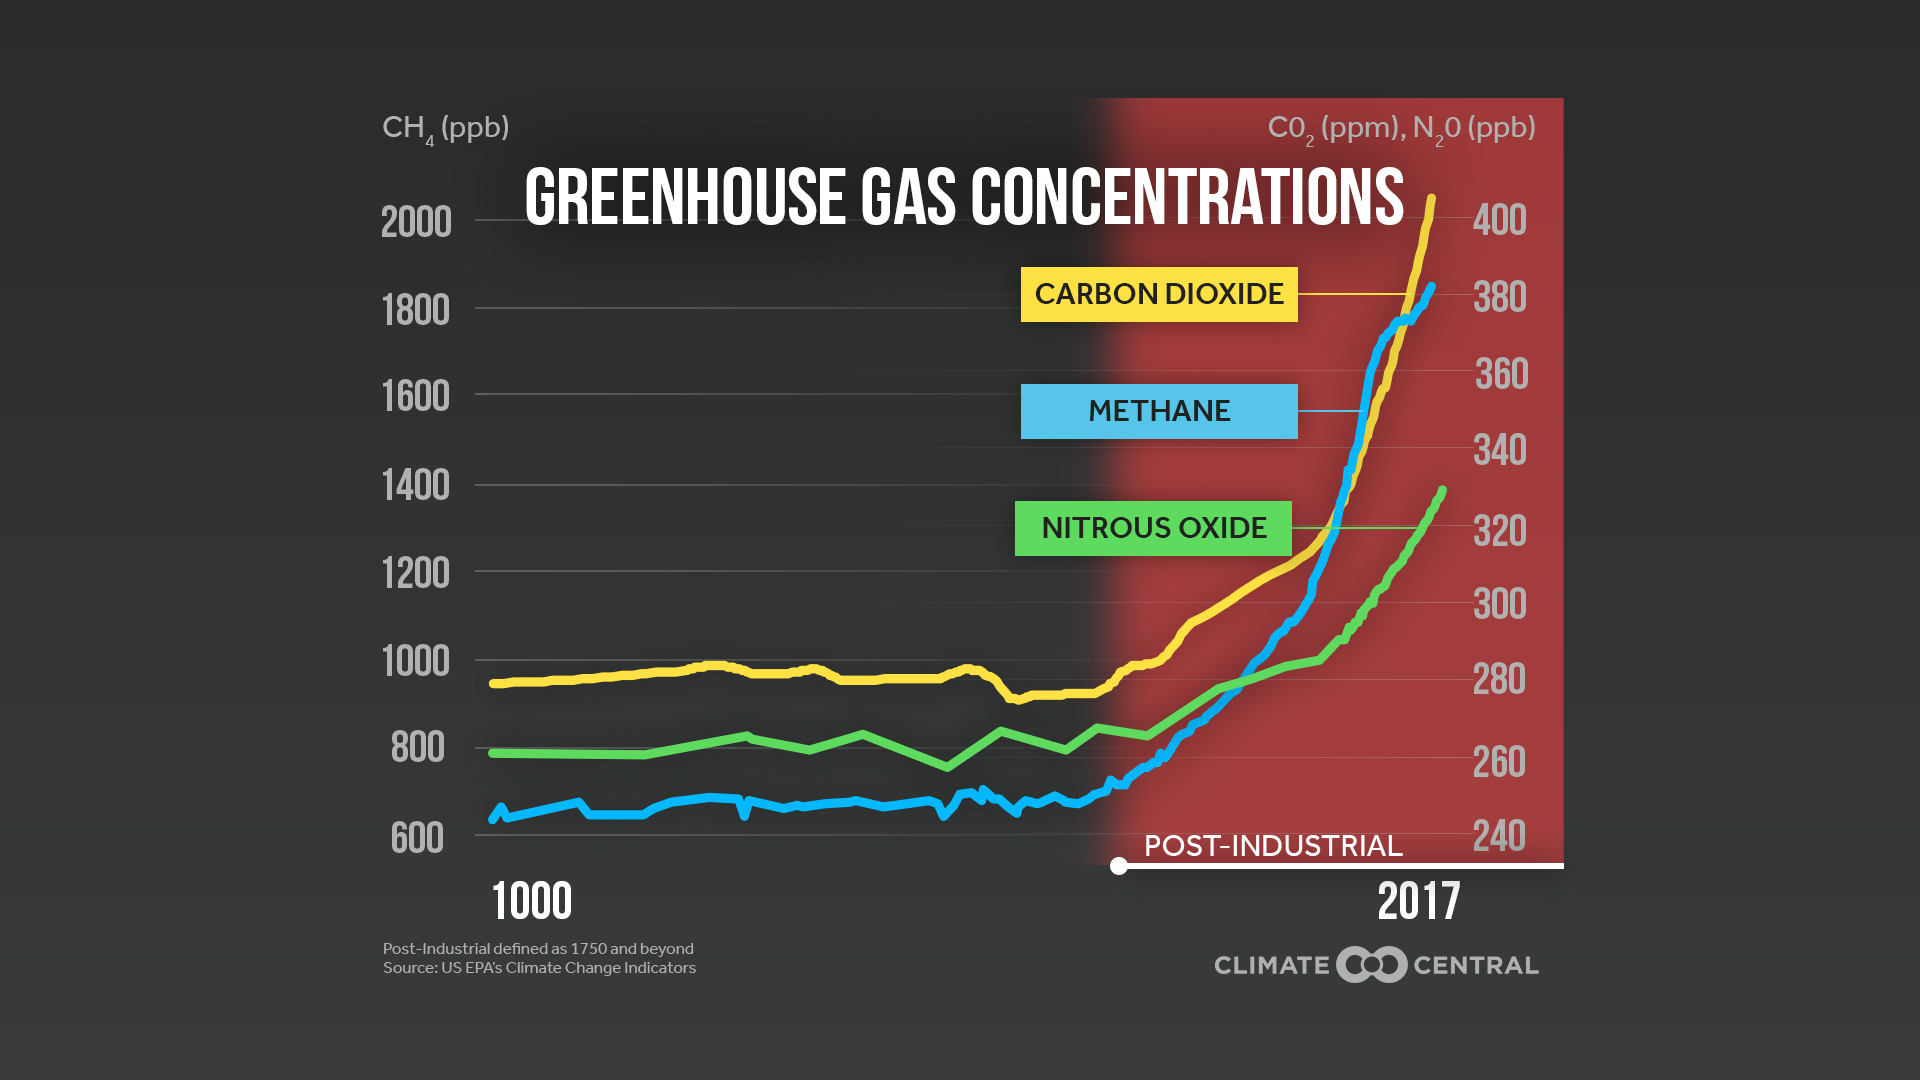 CH₄ (ppb)
C0₂ (ppm), N₂0 (ppb)
GREENHOUSE GAS CONCENTRATIONS
2000
400
CARBON DIOXIDE
1800
380
360
1600
METHANE
340
1400
NITROUS OXIDE
320
1200
300
1000
280
800
260
600
240
POST-INDUSTRIAL
1000
2017
Post-Industrial defined as 1750 and beyond
Source: US EPA's Climate Change Indicators
CLIMATE CENTRAL